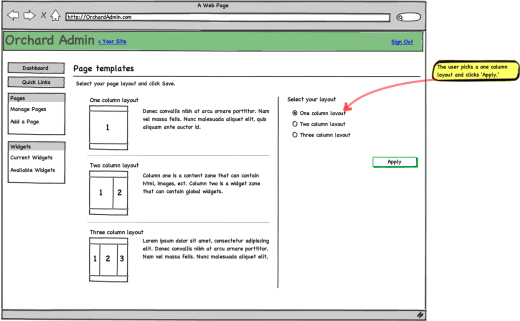 A Web Page
http://OrchardAdmin.com
Orchard Admin < Your Site
Sign Out
Dashboard
Quick Links
Pages
Manage Pages
Add a Page
Widgets
Current Widgets
Available Widgets
Page templates
Select your page layout and click Save.
One column layout
1
Donec convallis nibh at arcu ornare porttitor. Nam
vel massa felis. Nunc malesuada aliquet elit, quis
aliquam ante auctor id.
Two column layout
1 2
Column one is a content zone that can contain
html, images, ect. Column two is a widget zone
that can contain global widgets.
Three column layout
1 2 3
Lorem ipsum dolor sit amet, consectetur adipiscing
elit. Donec convallis nibh at arcu ornare porttitor.
Nam vel massa felis. Nunc malesuada aliquet elit.
Select your layout
One column layout
Two column layout
Three column layout
Apply
The user picks a one column
layout and clicks 'Apply.'